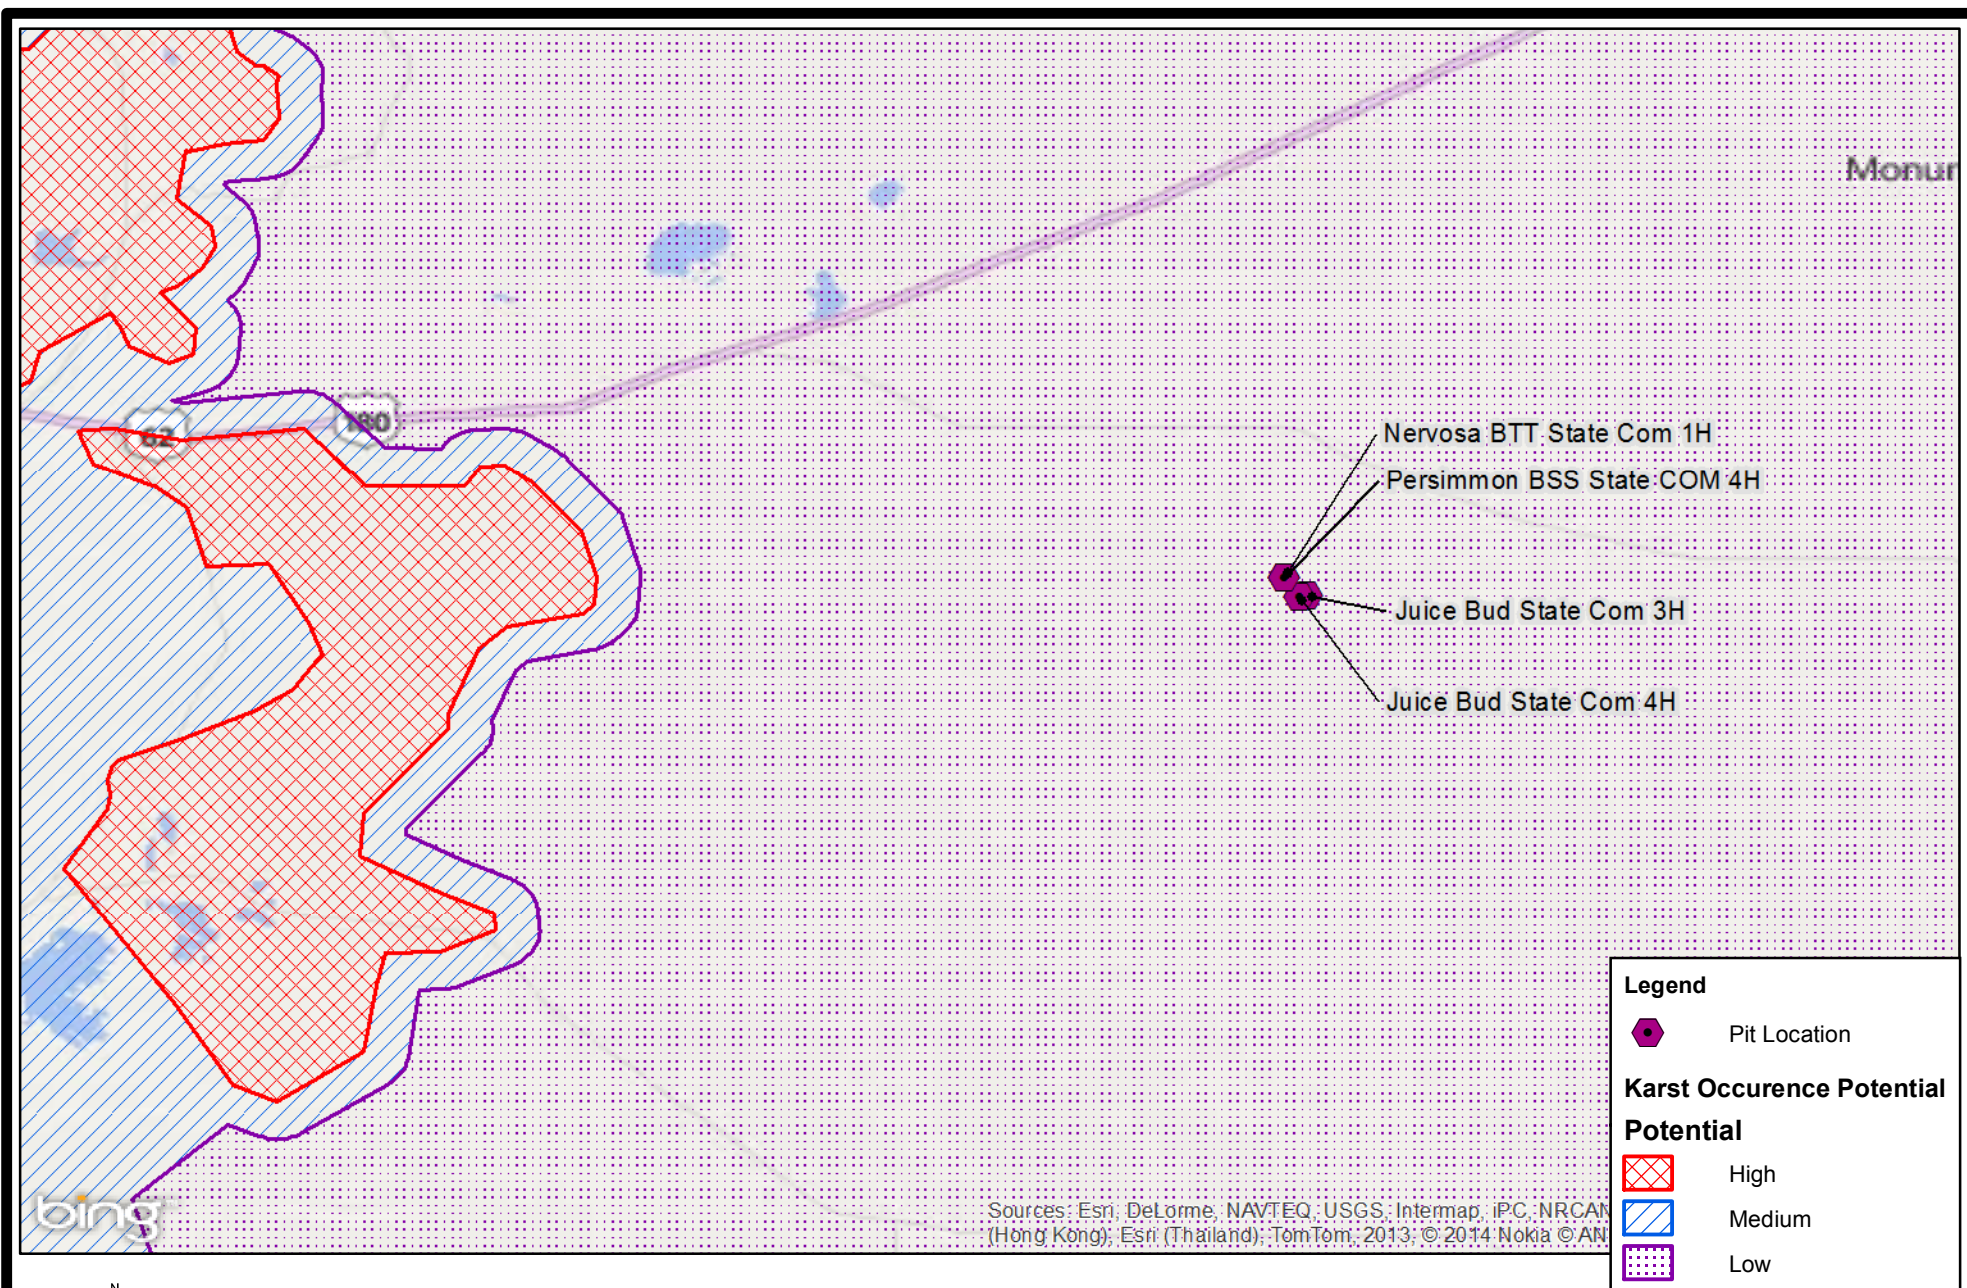 Monur
62
180
Nervosa BTT State Com 1H
Persimmon BSS State COM 4H
Juice Bud State Com 3H
Juice Bud State Com 4H
Legend
Pit Location
Karst Occurence Potential
Potential
High
Medium
Low
bing
Sources: Esri, DeLorme, NAVTEQ, USGS, Intermap, iPC, NRCAN
(Hong Kong), Esri (Thailand), TomTom, 2013, © 2014 Nokia © AN
N